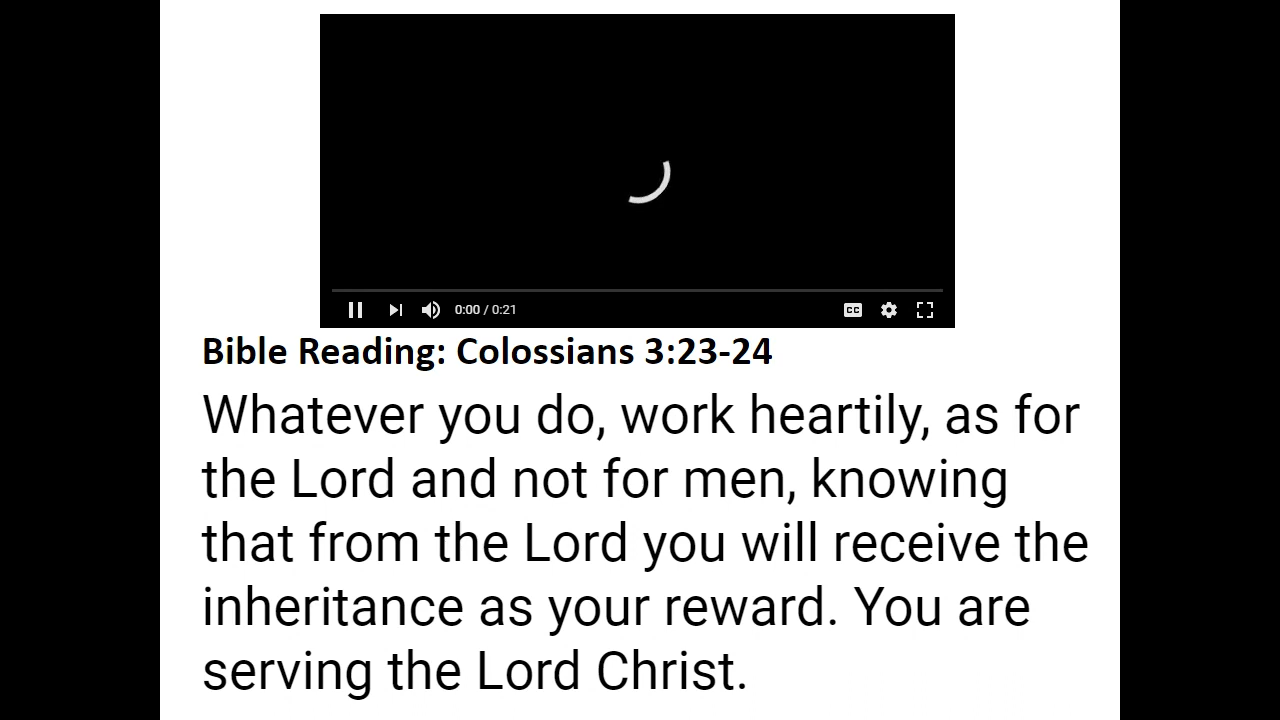 0:00 / 0:21
CC
Bible Reading: Colossians 3:23-24
Whatever you do, work heartily, as for
the Lord and not for men, knowing
that from the Lord you will receive the
inheritance as your reward. You are
serving the Lord Christ.